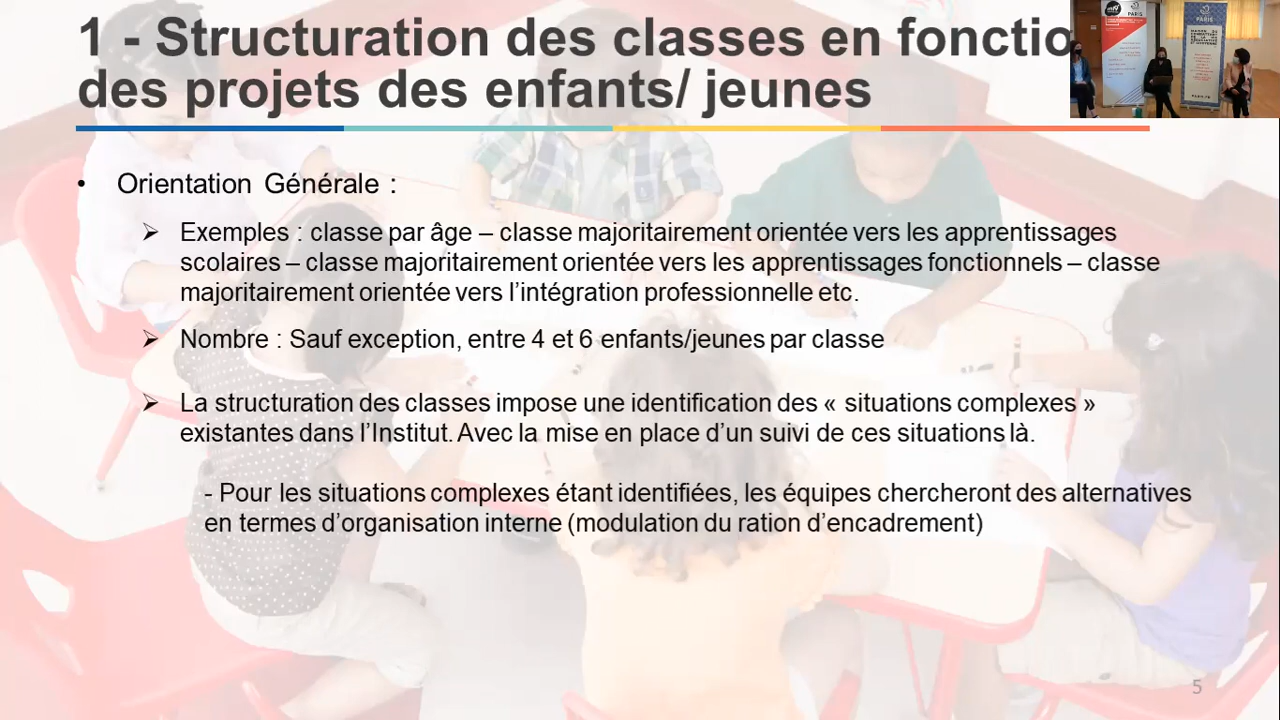 1 - Structuration des classes en fonctio
des projets des enfants/ jeunes
• Orientation Générale :
➢ Exemples : classe par âge – classe majoritairement orientée vers les apprentissages
scolaires – classe majoritairement orientée vers les apprentissages fonctionnels – classe
majoritairement orientée vers l’intégration professionnelle etc.
➢ Nombre : Sauf exception, entre 4 et 6 enfants/jeunes par classe
➢ La structuration des classes impose une identification des « situations complexes »
existantes dans l’Institut. Avec la mise en place d’un suivi de ces situations là.
- Pour les situations complexes étant identifiées, les équipes chercheront des alternatives
en termes d’organisation interne (modulation du ration d’encadrement)
5
PARIS
PARIS